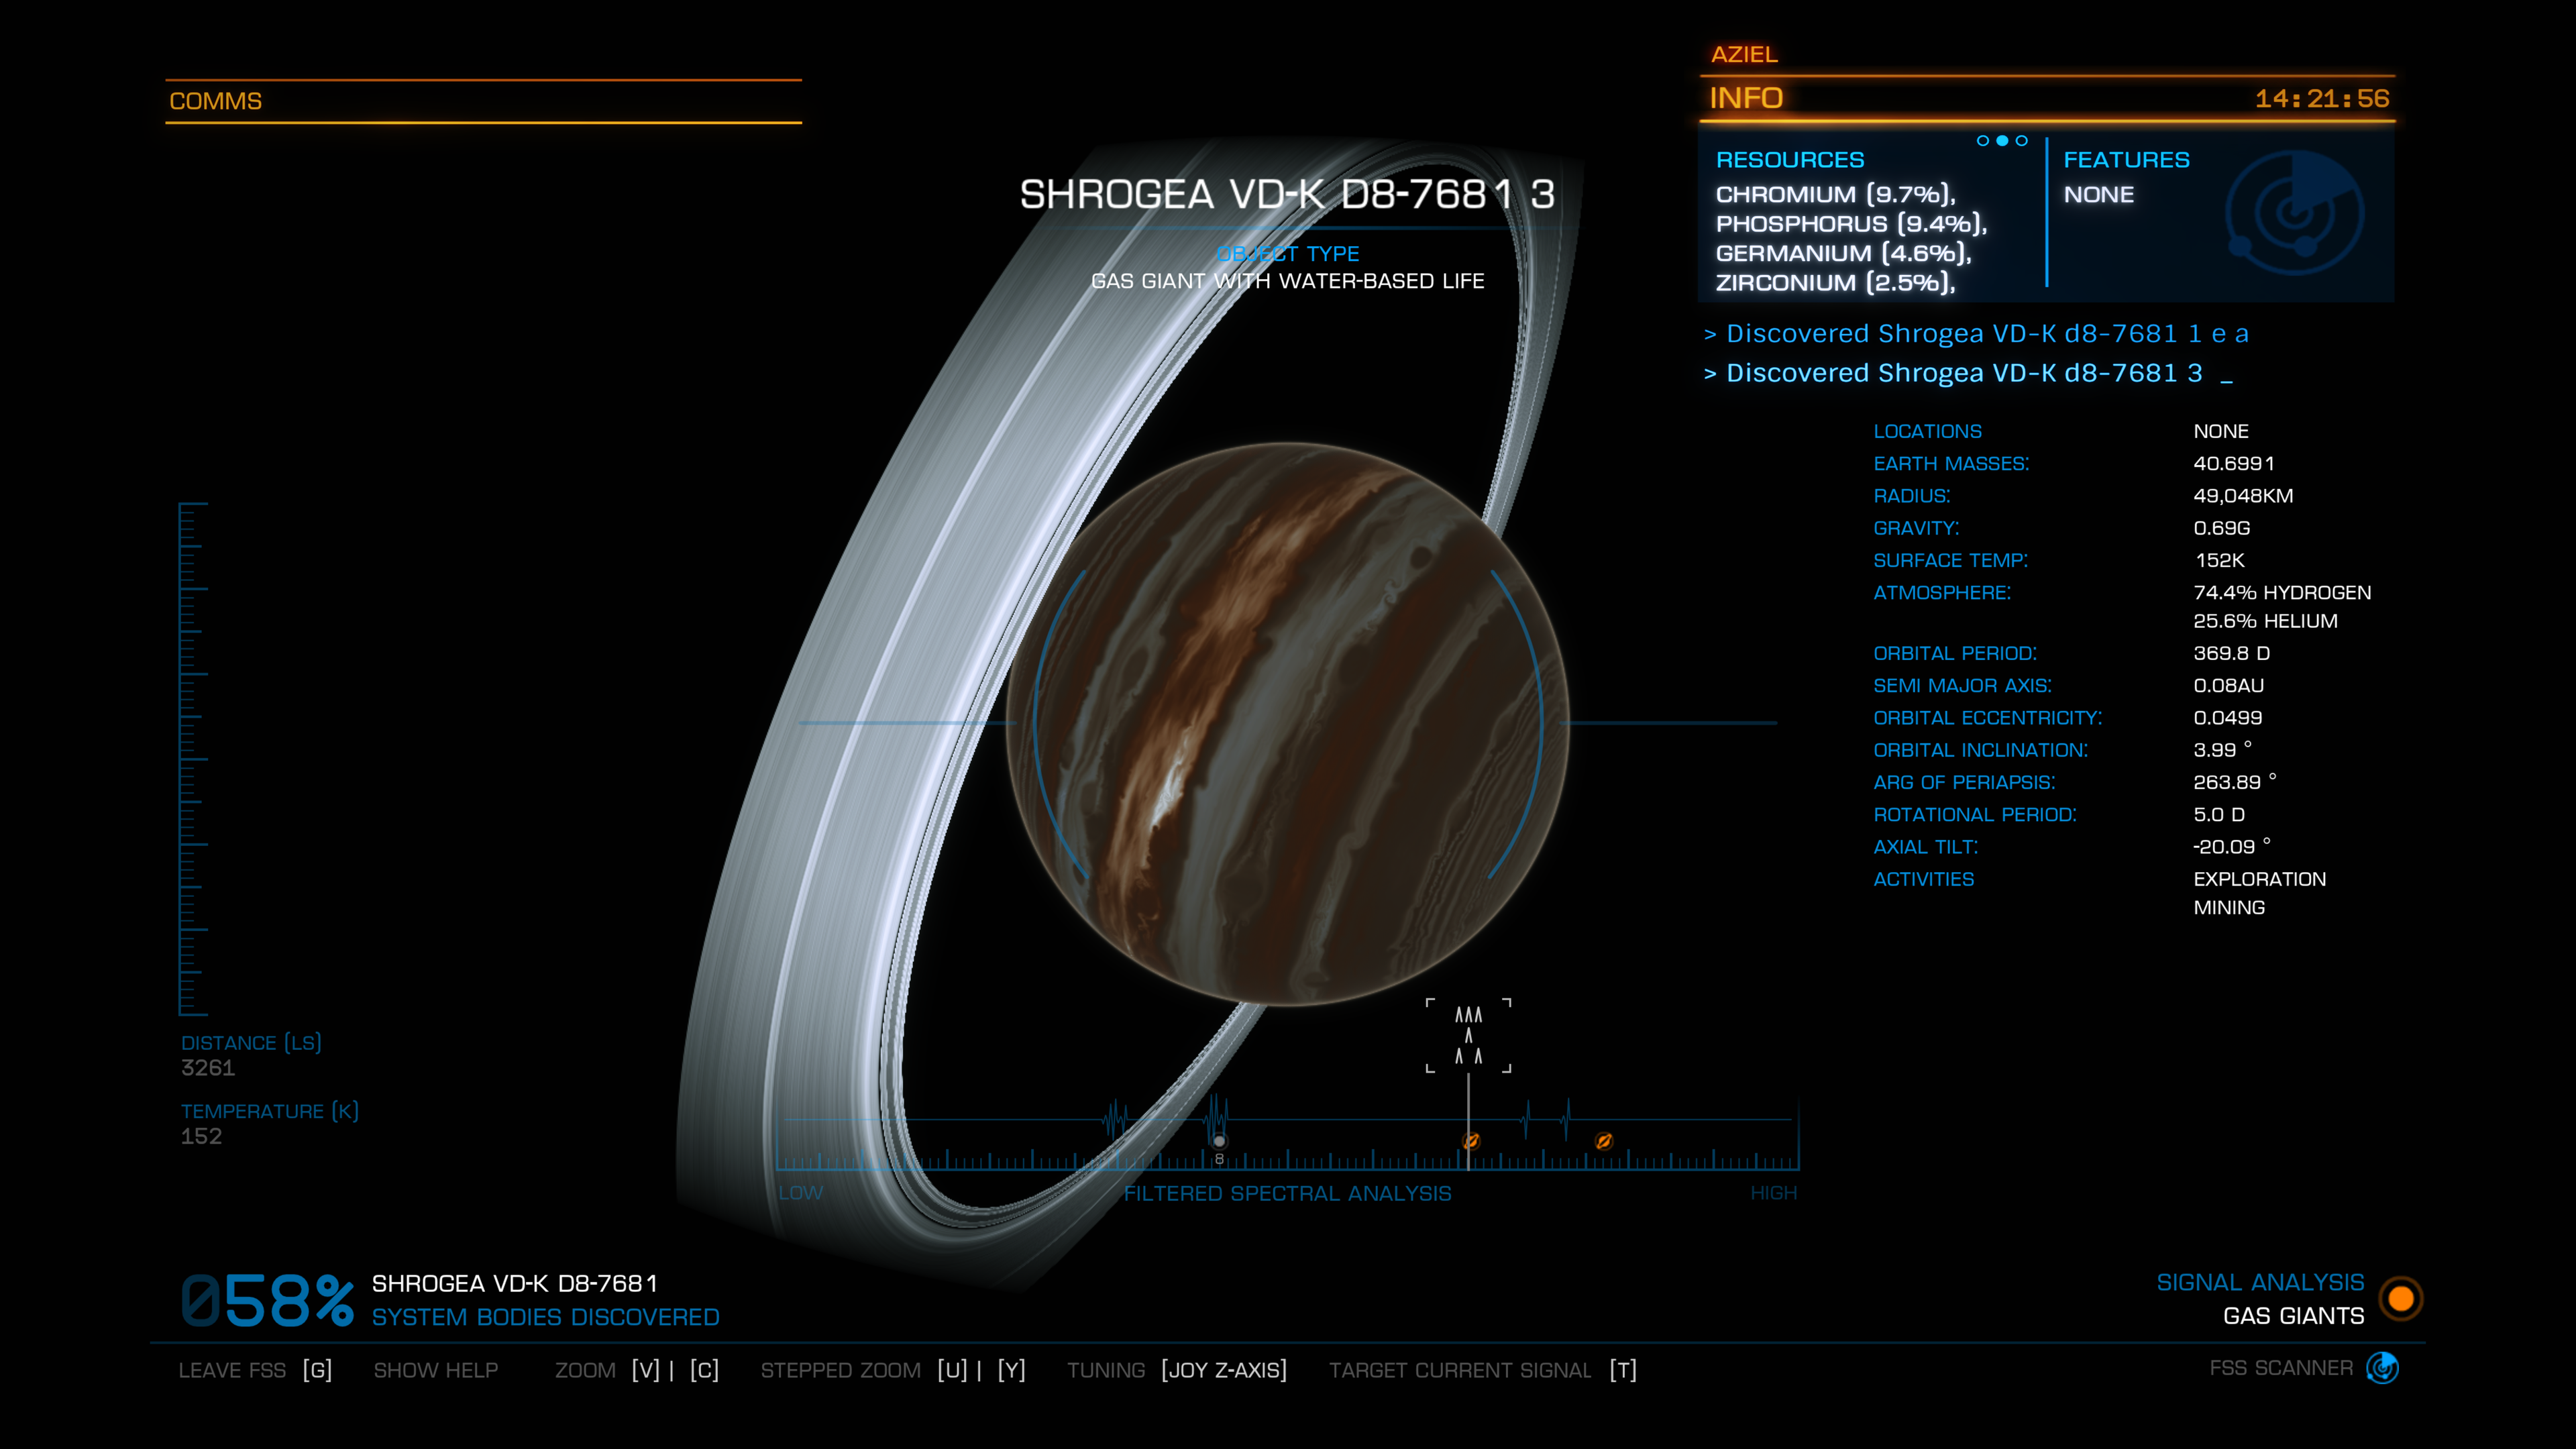 AZIEL
COMMS
INFO 14:21:56
RESOURCES
CHROMIUM (9.7%),
PHOSPHORUS (9.4%),
GERMANIUM (4.6%),
ZIRCONIUM (2.5%),
FEATURES
NONE
SHROGEA VD-K D8-7681 3
OBJECT TYPE
GAS GIANT WITH WATER-BASED LIFE
> Discovered Shrogea VD-K d8-7681 1 e a
> Discovered Shrogea VD-K d8-7681 3 _
LOCATIONS NONE
EARTH MASSES: 40.6991
RADIUS: 49,048KM
GRAVITY: 0.69G
SURFACE TEMP: 152K
ATMOSPHERE: 74.4% HYDROGEN
25.6% HELIUM
ORBITAL PERIOD: 369.8 D
SEMI MAJOR AXIS: 0.08AU
ORBITAL ECCENTRICITY: 0.0499
ORBITAL INCLINATION: 3.99 °
ARG OF PERIAPSIS: 263.89 °
ROTATIONAL PERIOD: 5.0 D
AXIAL TILT: -20.09 °
ACTIVITIES EXPLORATION
MINING
DISTANCE (LS)
3261
TEMPERATURE (K)
152
8
LOW FILTERED SPECTRAL ANALYSIS HIGH
058% SHROGEA VD-K D8-7681
SYSTEM BODIES DISCOVERED
SIGNAL ANALYSIS
GAS GIANTS
LEAVE FSS [G] SHOW HELP ZOOM [V] | [C] STEPPED ZOOM [U] | [Y] TUNING [JOY Z-AXIS] TARGET CURRENT SIGNAL [T] FSS SCANNER